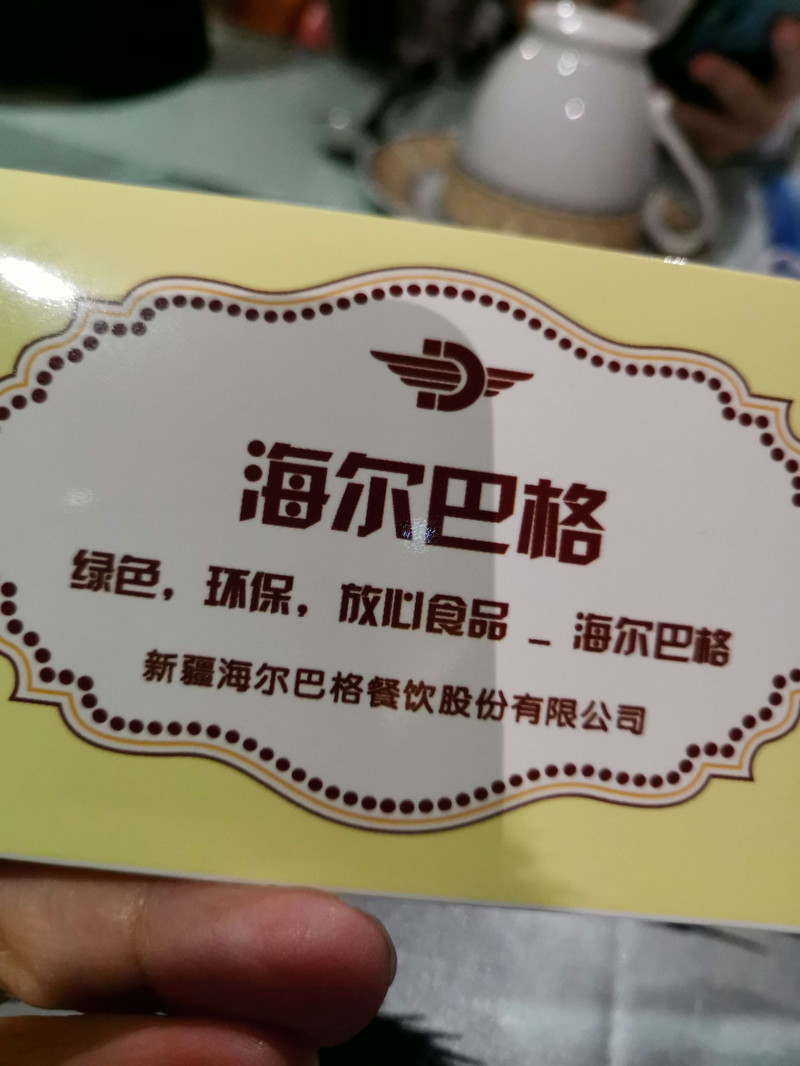 海尔巴格
绿色，环保，放心食品 _ 海尔巴格
新疆海尔巴格餐饮股份有限公司